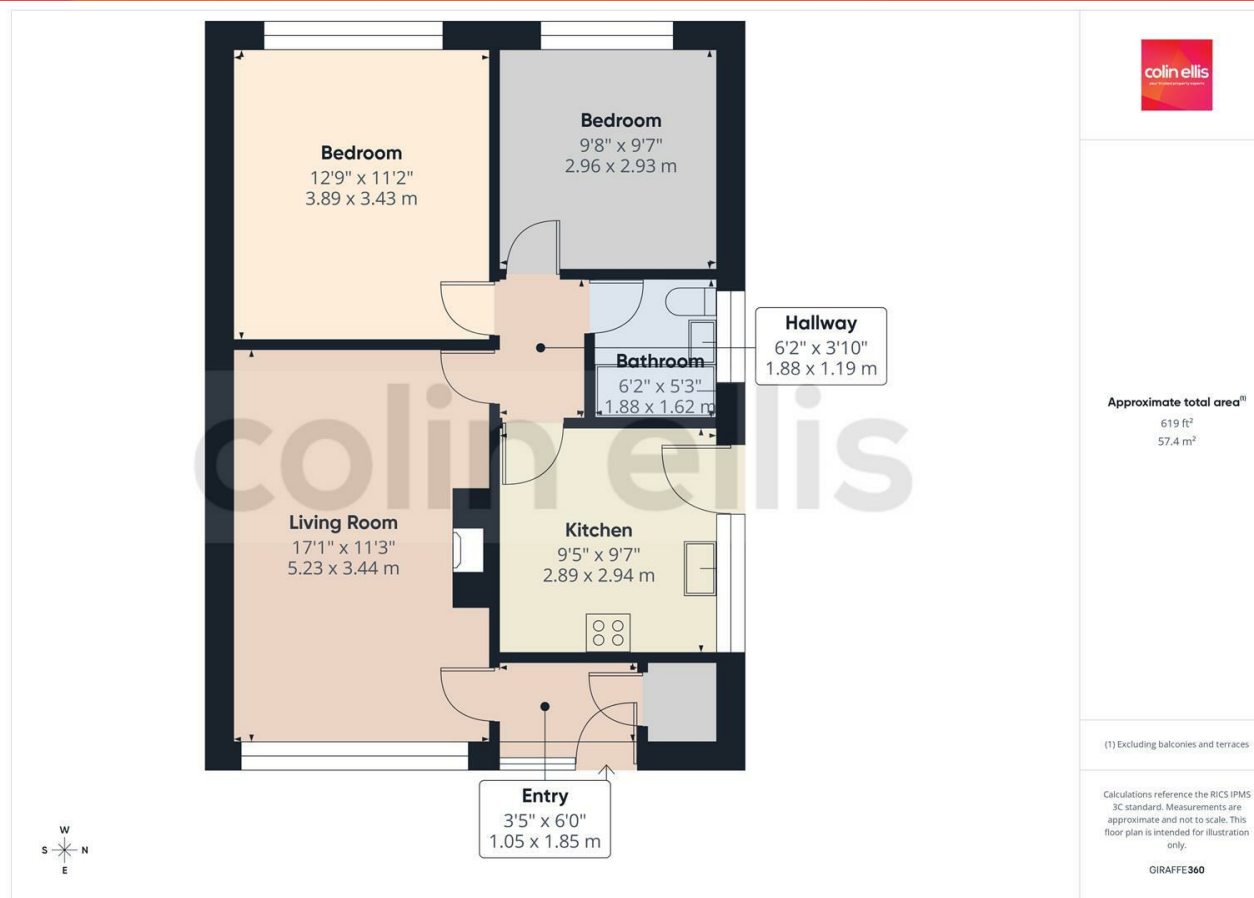 Bedroom
12'9" x 11'2"
3.89 x 3.43 m
Bedroom
9'8" x 9'7"
2.96 x 2.93 m
Hallway
6'2" x 3'10"
1.88 x 1.19 m
Bathroom
6'2" x 5'3"
1.88 x 1.62 m
colin ellis
Living Room
17'1" x 11'3"
5.23 x 3.44 m
Kitchen
9'5" x 9'7"
2.89 x 2.94 m
Entry
3'5" x 6'0"
1.05 x 1.85 m
W
S N
E
colin ellis
Approximate total area(1)
619 ft²
57.4 m²
(1) Excluding balconies and terraces
Calculations reference the RICS IPMS
3C standard. Measurements are
approximate and not to scale. This
floor plan is intended for illustration
only.
GIRAFFE360